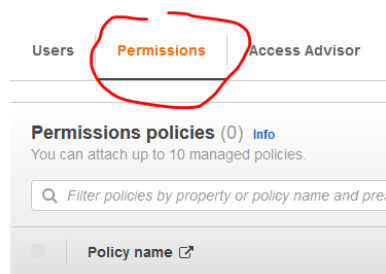 Users Permissions Access Advisor
Permissions policies (0) Info
You can attach up to 10 managed policies.
Filter policies by property or policy name and
Policy name